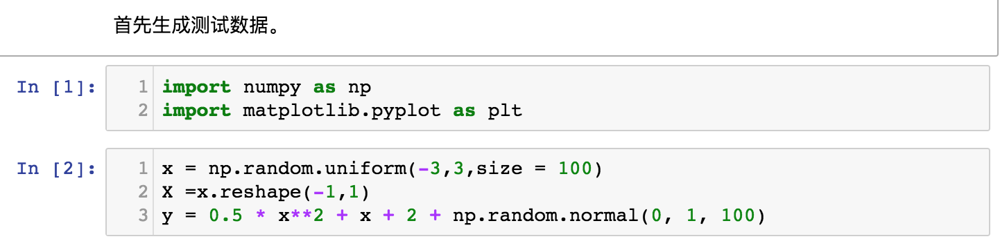 首先生成测试数据。
In [1]:
1 import numpy as np
2 import matplotlib.pyplot as plt
In [2]:
1 x = np.random.uniform(-3,3,size = 100)
2 X =x.reshape(-1,1)
3 y = 0.5 * x**2 + x + 2 + np.random.normal(0, 1, 100)